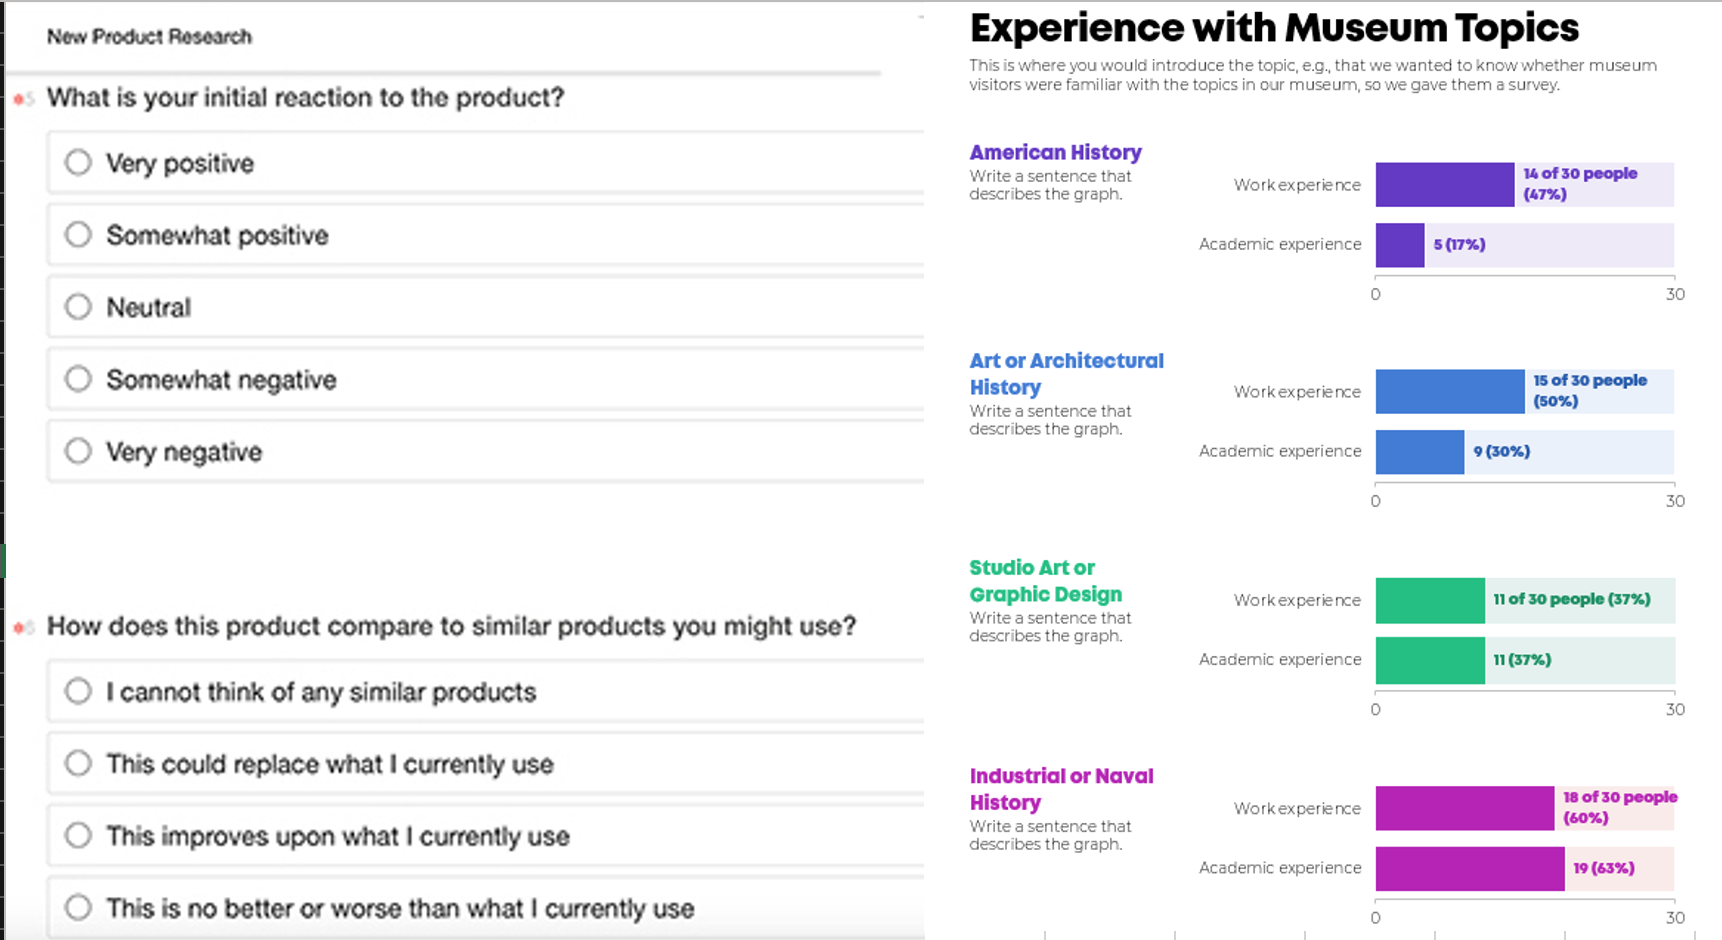 New Product Research
*5 What is your initial reaction to the product?
Very positive
Somewhat positive
Neutral
Somewhat negative
Very negative
*6 How does this product compare to similar products you might use?
I cannot think of any similar products
This could replace what I currently use
This improves upon what I currently use
This is no better or worse than what I currently use
Experience with Museum Topics
This is where you would introduce the topic, e.g., that we wanted to know whether museum
visitors were familiar with the topics in our museum, so we gave them a survey.
American History
Write a sentence that
describes the graph.
Work experience
14 of 30 people
(47%)
Academic experience
5 (17%)
0 30
Art or Architectural
History
Write a sentence that
describes the graph.
Work experience
15 of 30 people
(50%)
Academic experience
9 (30%)
0 30
Studio Art or
Graphic Design
Write a sentence that
describes the graph.
Work experience
11 of 30 people (37%)
Academic experience
11 (37%)
0 30
Industrial or Naval
History
Write a sentence that
describes the graph.
Work experience
18 of 30 people
(60%)
Academic experience
19 (63%)
0 30